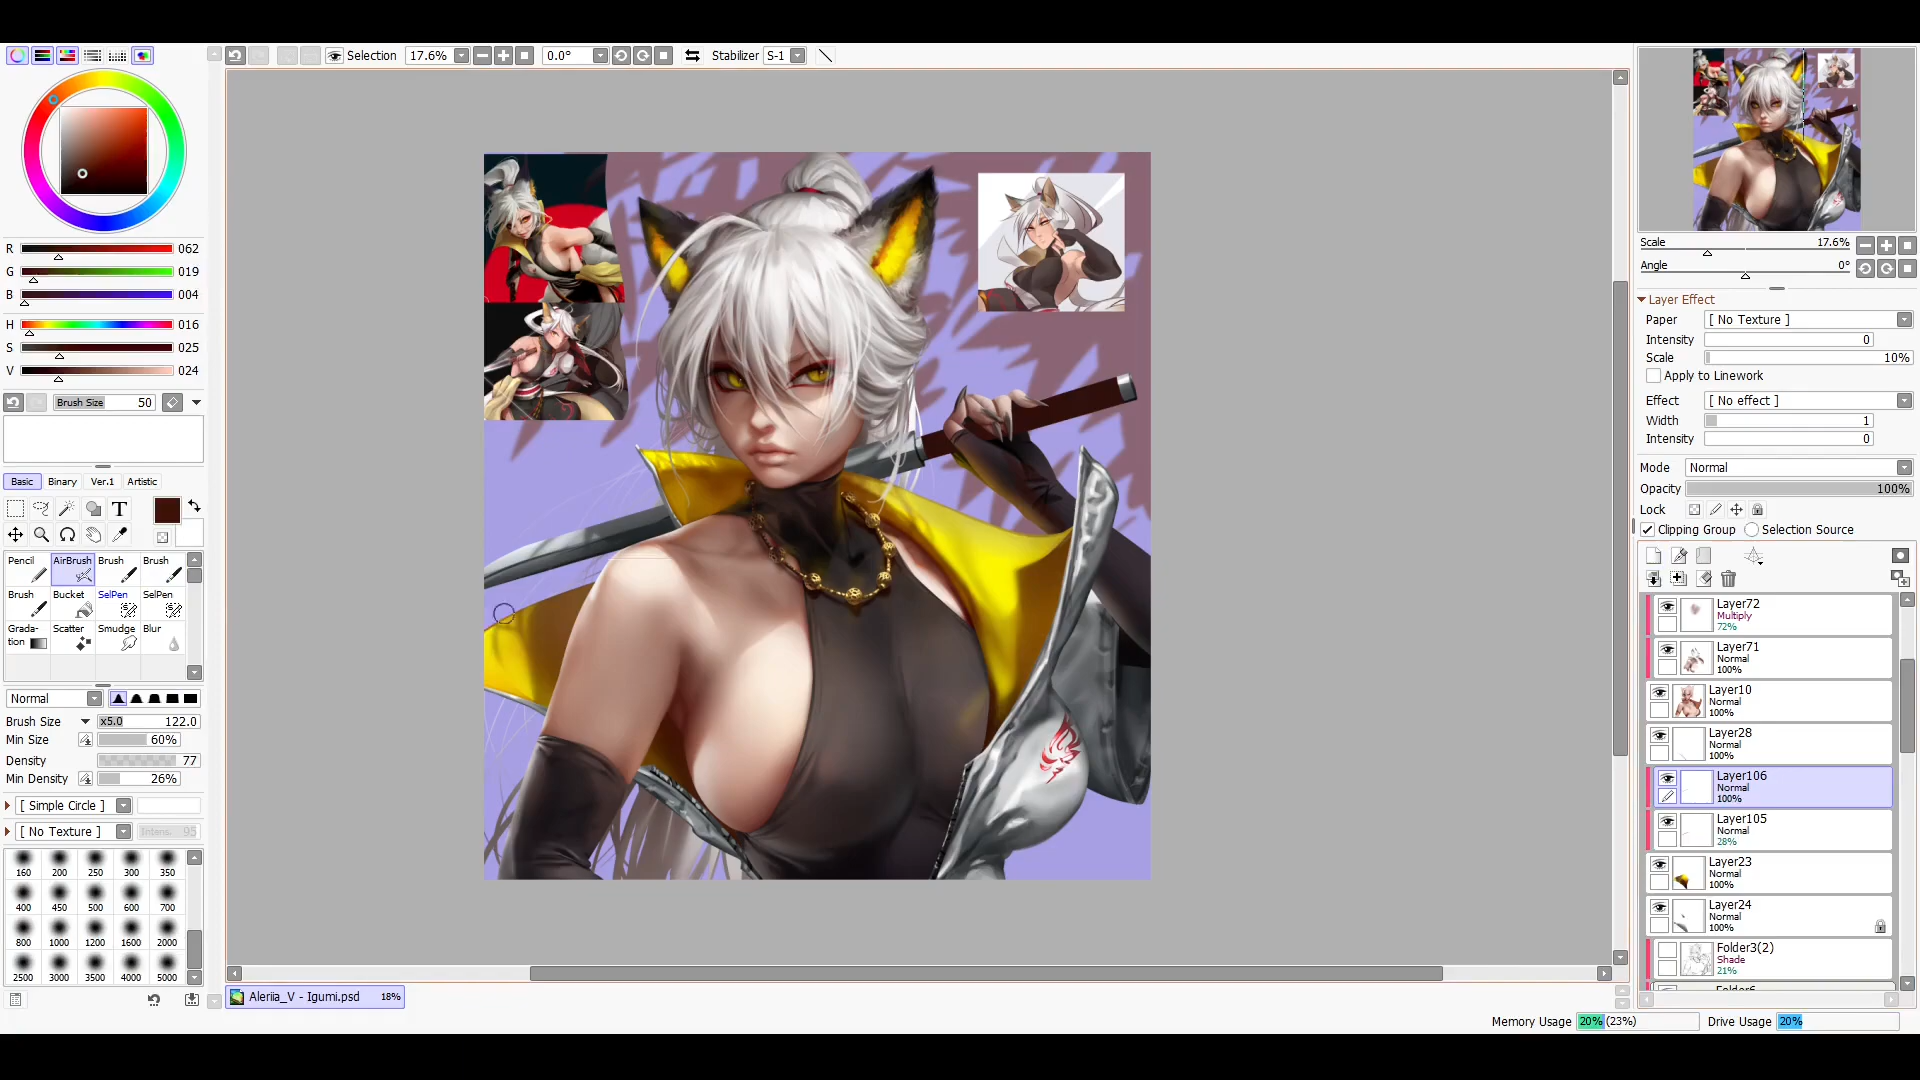 Selection 17.6% 0.0° Stabilizer S-1
R 062
G 019
B 004
H 016
S 025
V 024
Brush Size 50
Basic Binary Ver.1 Artistic
T
Pencil AirBrush Brush Brush
Brush Bucket SelPen SelPen
Grada-
tion Scatter Smudge Blur
Normal
Brush Size x5.0 122.0
Min Size 60%
Density 77
Min Density 26%
[ Simple Circle ]
[ No Texture ] Intens. 95
160 200 250 300 350
400 450 500 600 700
800 1000 1200 1600 2000
2500 3000 3500 4000 5000
Aleriia_V - Igumi.psd 18%
Scale 17.6%
Angle 0°
Layer Effect
Paper [ No Texture ]
Intensity 0
Scale 10%
Apply to Linework
Effect [ No effect ]
Width 1
Intensity 0
Mode Normal
Opacity 100%
Lock
Clipping Group Selection Source
Layer72
Multiply
72%
Layer71
Normal
100%
Layer10
Normal
100%
Layer28
Normal
100%
Layer106
Normal
100%
Layer105
Normal
28%
Layer23
Normal
100%
Layer24
Normal
100%
Folder3(2)
Shade
21%
Folder6
Memory Usage 20% (23%) Drive Usage 20%